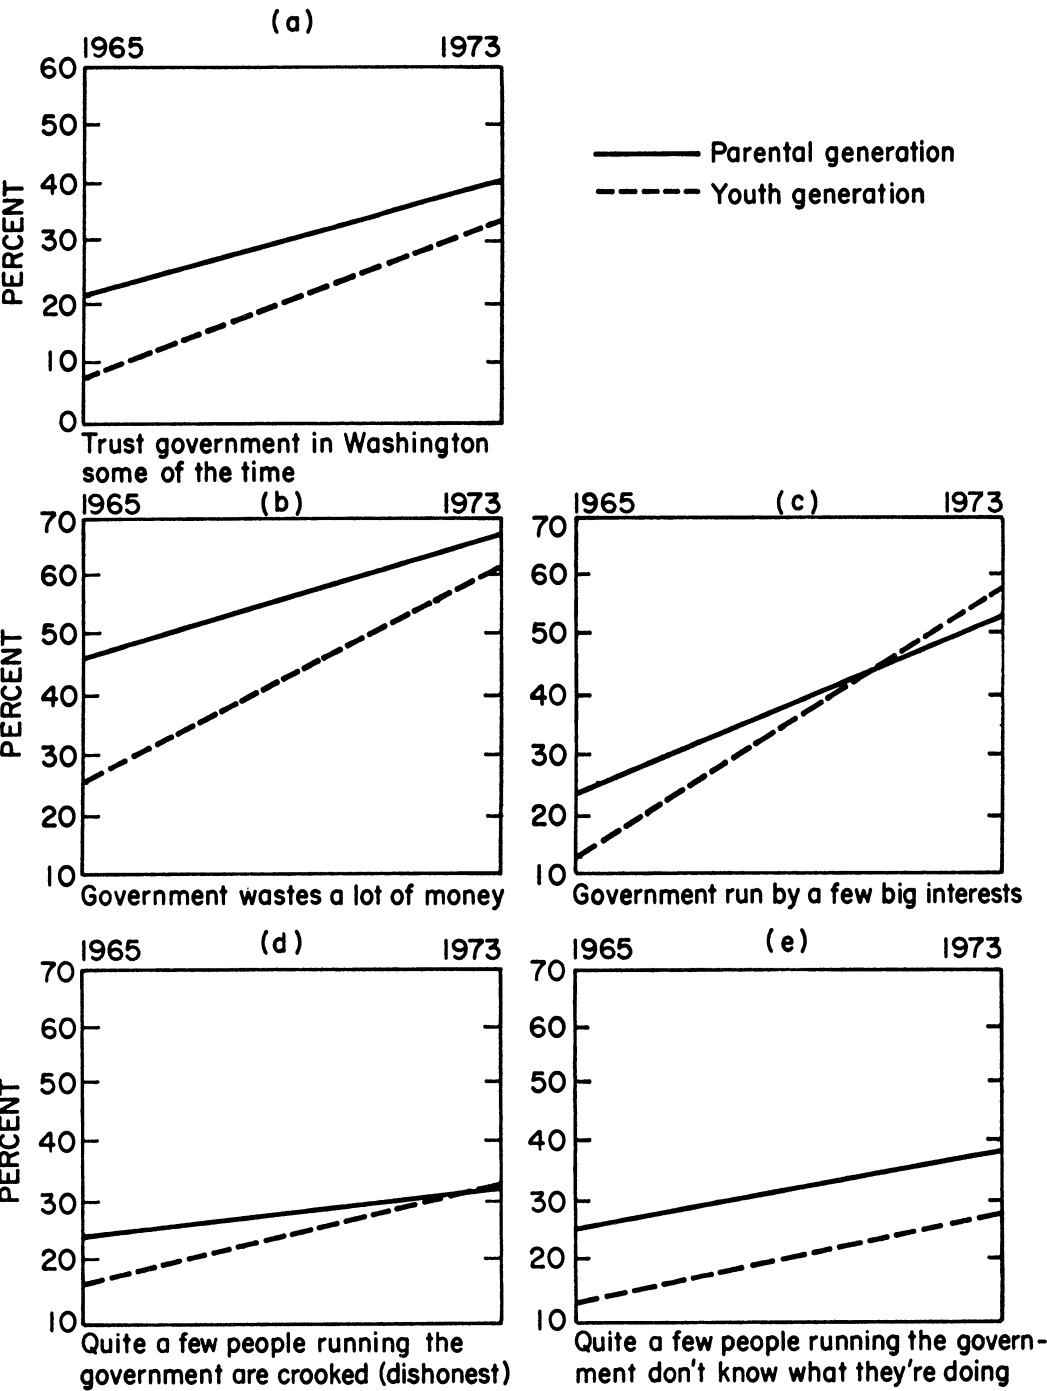 (a)
1965 1973
60
50
40
30
20
10
0
PERCENT
Trust government in Washington
some of the time
Parental generation
Youth generation
1965 (b) 1973
70
60
50
40
30
20
10
PERCENT
Government wastes a lot of money
1965 (c) 1973
70
60
50
40
30
20
10
Government run by a few big interests
1965 (d) 1973
70
60
50
40
30
20
10
PERCENT
Quite a few people running the
government are crooked (dishonest)
1965 (e) 1973
70
60
50
40
30
20
10
Quite a few people running the govern-
ment don't know what they're doing